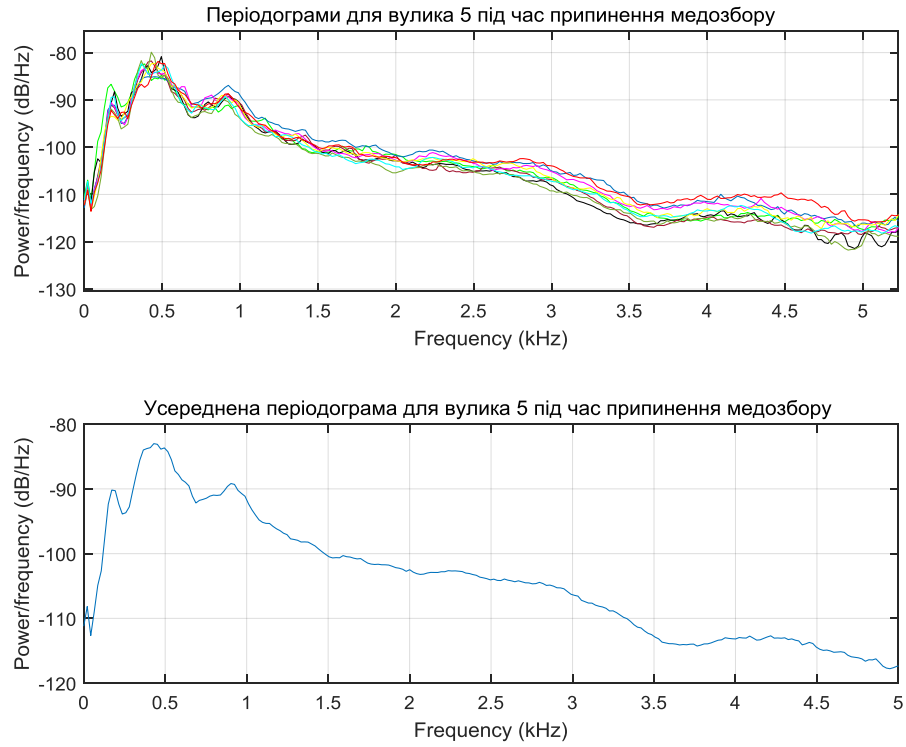 Періодограми для вулика 5 під час припинення медозбору
Power/frequency (dB/Hz)
-80
-90
-100
-110
-120
-130
0 0.5 1 1.5 2 2.5 3 3.5 4 4.5 5
Frequency (kHz)
Усереднена періодограма для вулика 5 під час припинення медозбору
Power/frequency (dB/Hz)
-80
-90
-100
-110
-120
0 0.5 1 1.5 2 2.5 3 3.5 4 4.5 5
Frequency (kHz)